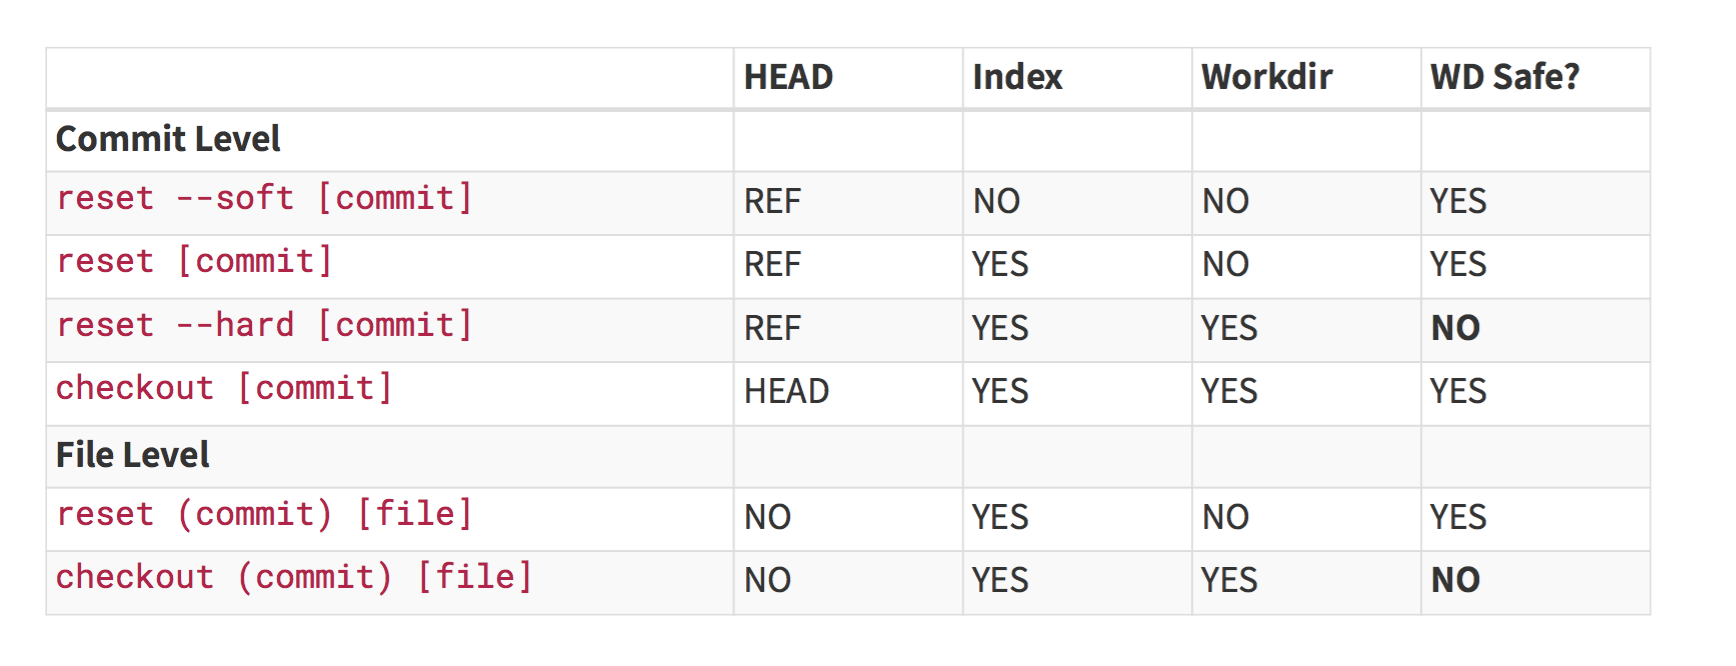 HEAD Index Workdir WD Safe?
Commit Level
reset --soft [commit] REF NO NO YES
reset [commit] REF YES NO YES
reset --hard [commit] REF YES YES NO
checkout [commit] HEAD YES YES YES
File Level
reset (commit) [file] NO YES NO YES
checkout (commit) [file] NO YES YES NO